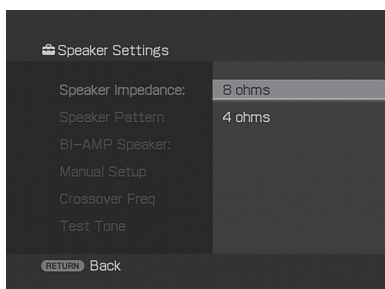 Speaker Settings
Speaker Impedance: 8 ohms
Speaker Pattern 4 ohms
BI-AMP Speaker:
Manual Setup
Crossover Freq
Test Tone
RETURN Back